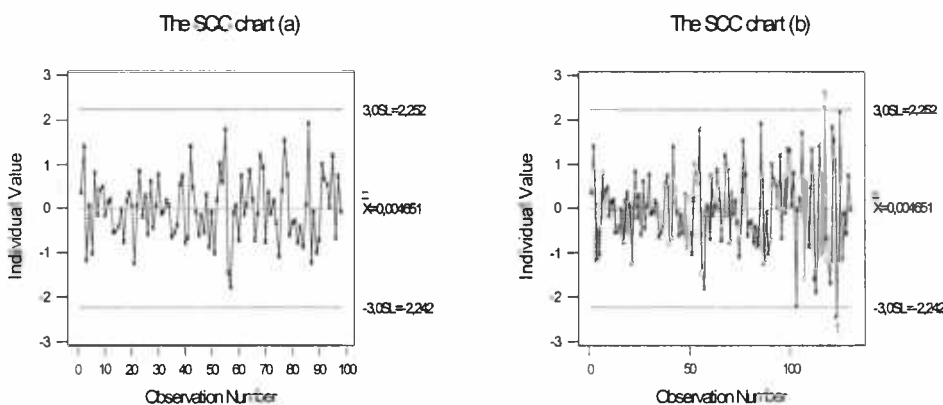 The SCC chart (a)
3
2
1
0
-1
-2
-3
Individual Value
3,0SL=2,252
X=0,004651
-3,0SL=-2,242
0 10 20 30 40 50 60 70 80 90 100
Observation Number
The SCC chart (b)
3
2
1
0
-1
-2
-3
Individual Value
3,0SL=2,252
X=0,004651
-3,0SL=-2,242
0 50 100
Observation Number